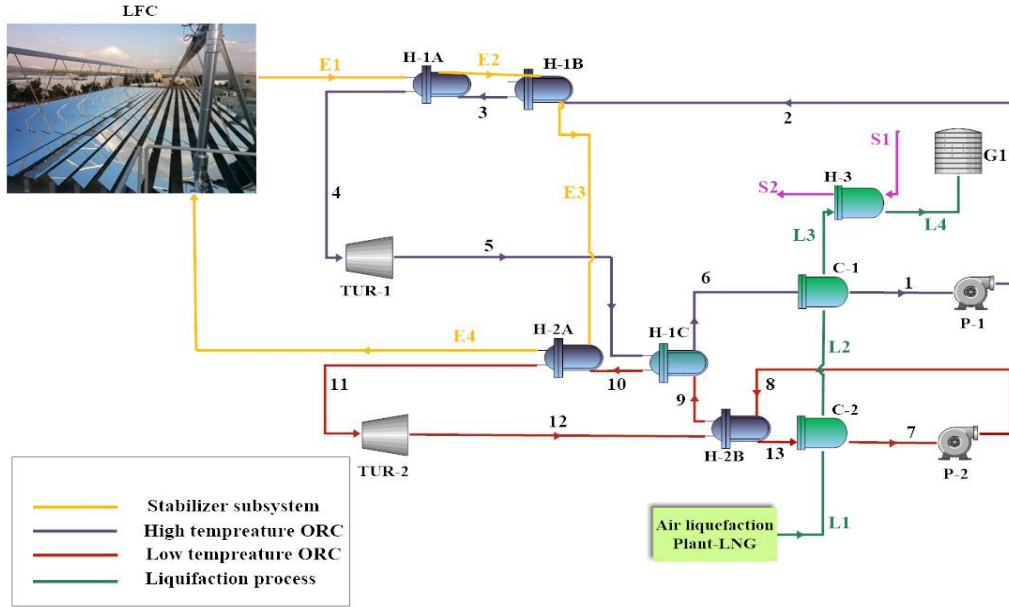 LFC
E1
H-1A
E2
H-1B
3
2
S1
G1
H-3
S2
4
E3
L4
L3
5
TUR-1
6
C-1
1
P-1
E4
H-2A
H-1C
L2
11
10
9
8
12
C-2
7
TUR-2
H-2B
13
P-2
Stabilizer subsystem
High tempreature ORC
Low tempreature ORC
Liquifaction process
Air liquefaction
Plant-LNG
L1